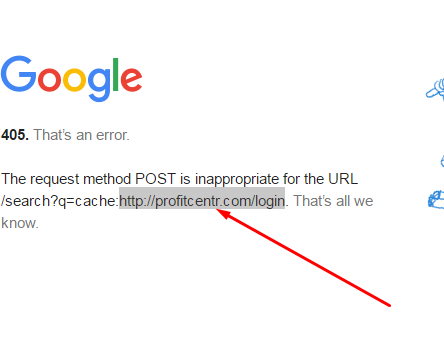 Google
405. That's an error.
The request method POST is inappropriate for the URL
/search?q=cache:http://profitcentr.com/login. That's all we
know.